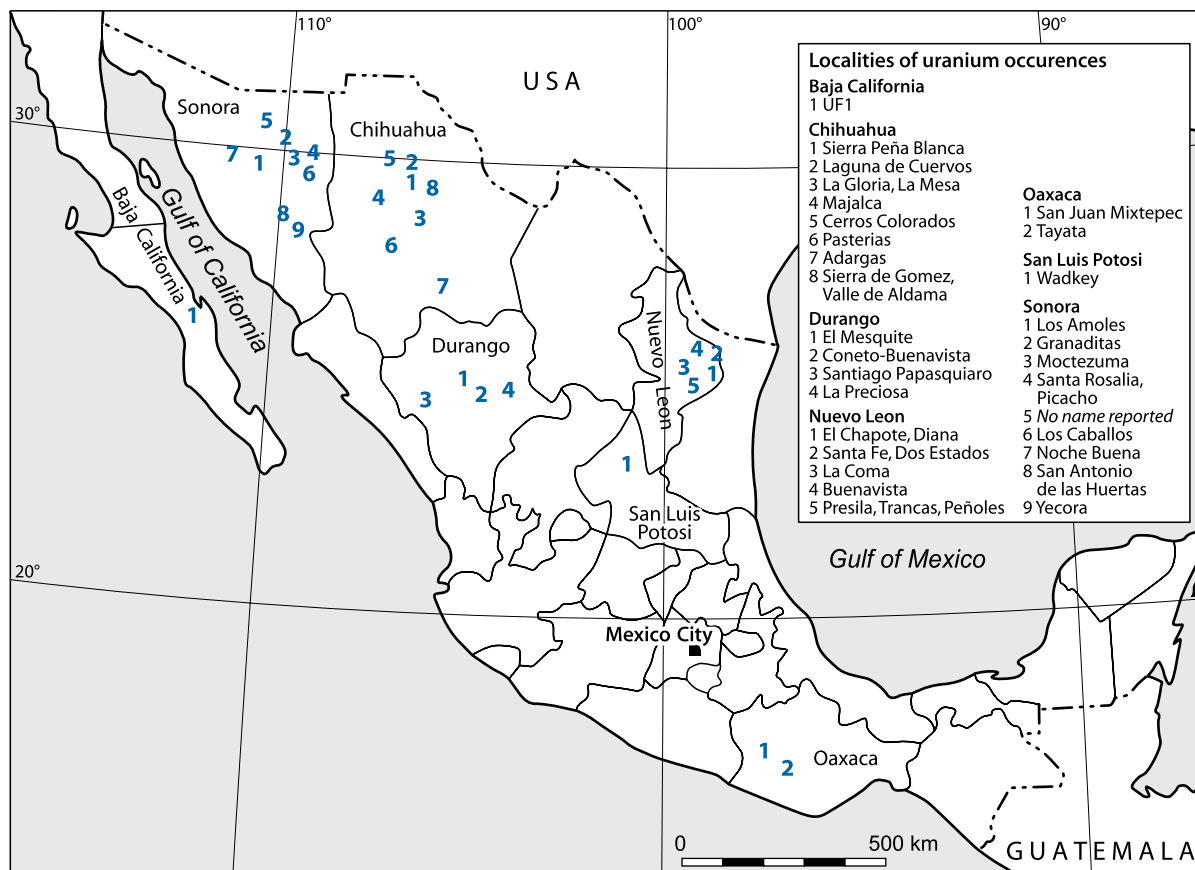 110°
100°
90°
USA
Sonora
30°
Chihuahua
5
2
7
1
3
4
6
8
9
5
2
1
8
4
3
6
7
Baja California
Gulf of California
1
Durango
1
2
3
4
Nuevo Leon
4
2
3
1
5
1
San Luis
Potosi
Gulf of Mexico
20°
Mexico City
1
2
Oaxaca
0
500 km
GUATEMALA
Localities of uranium occurences
Baja California
1 UF1
Chihuahua
1 Sierra Peña Blanca
2 Laguna de Cuervos
3 La Gloria, La Mesa
4 Majalca
5 Cerros Colorados
6 Pasterias
7 Adargas
8 Sierra de Gomez,
Valle de Aldama
Durango
1 El Mesquite
2 Coneto-Buenavista
3 Santiago Papasquiaro
4 La Preciosa
Nuevo Leon
1 El Chapote, Diana
2 Santa Fe, Dos Estados
3 La Coma
4 Buenavista
5 Presila, Trancas, Peñoles
Oaxaca
1 San Juan Mixtepec
2 Tayata
San Luis Potosi
1 Wadkey
Sonora
1 Los Amoles
2 Granaditas
3 Moctezuma
4 Santa Rosalia,
Picacho
5 No name reported
6 Los Caballos
7 Noche Buena
8 San Antonio
de las Huertas
9 Yecora